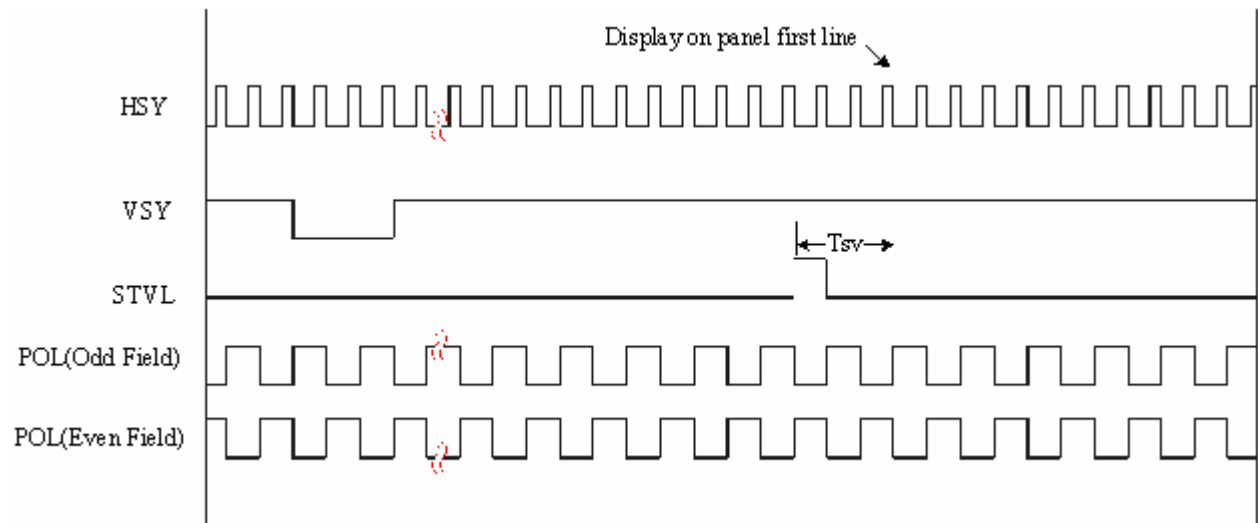 Display on panel first line
HSY
VSY
Tsv
STVL
POL(Odd Field)
POL(Even Field)